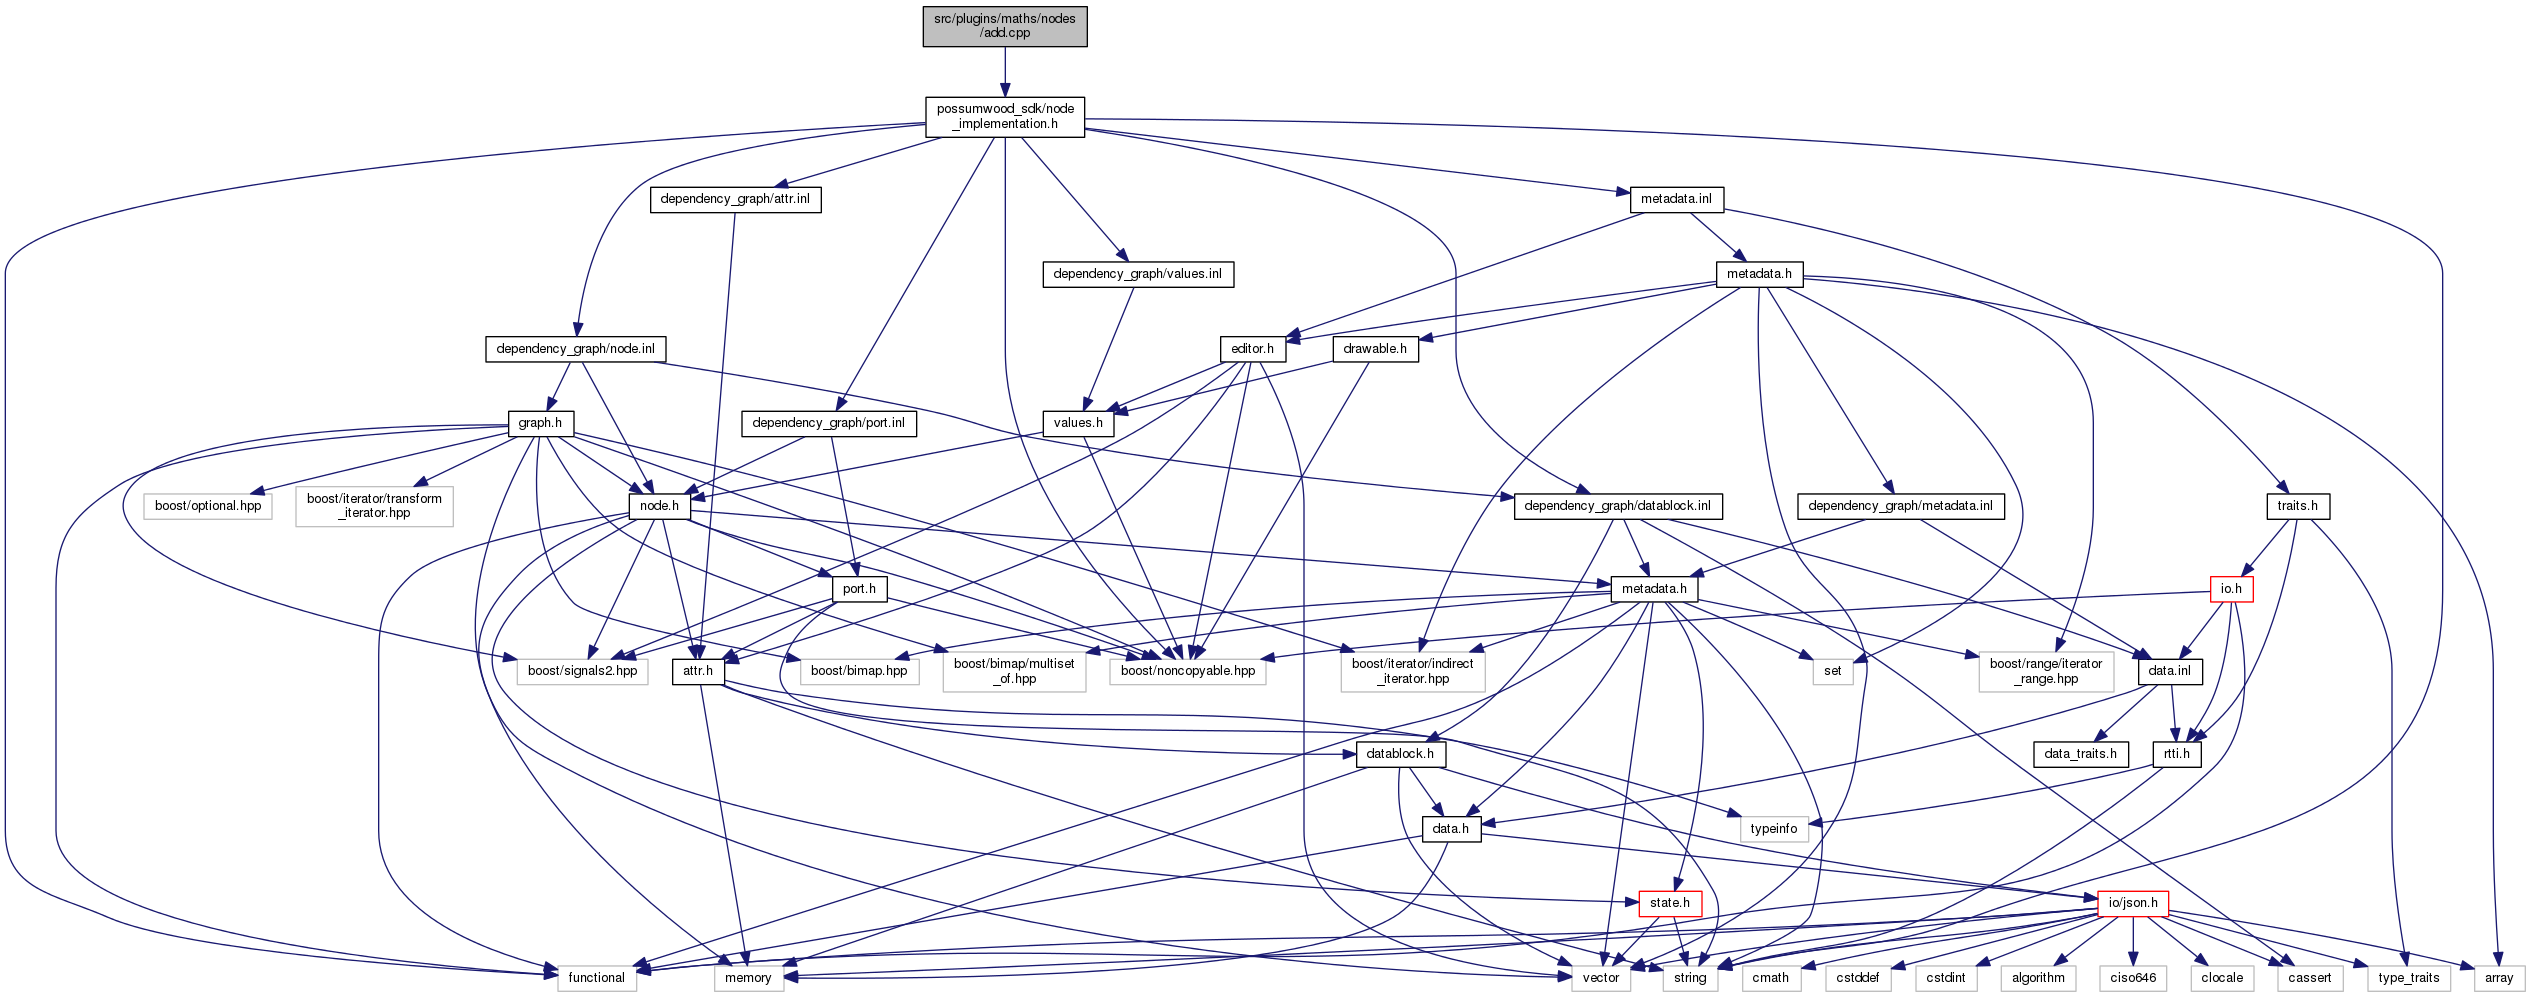 src/plugins/maths/nodes
/add.cpp
possumwood_sdk/node
_implementation.h
dependency_graph/attr.inl
metadata.inl
dependency_graph/values.inl
metadata.h
dependency_graph/node.inl
editor.h
drawable.h
graph.h
dependency_graph/port.inl
values.h
boost/optional.hpp
boost/iterator/transform
_iterator.hpp
node.h
dependency_graph/datablock.inl
dependency_graph/metadata.inl
traits.h
port.h
metadata.h
io.h
boost/signals2.hpp
attr.h
boost/bimap.hpp
boost/bimap/multiset
_of.hpp
boost/noncopyable.hpp
boost/iterator/indirect
_iterator.hpp
set
boost/range/iterator
_range.hpp
data.inl
datablock.h
data_traits.h
rtti.h
data.h
typeinfo
state.h
io/json.h
functional
memory
vector
string
cmath
cstddef
cstdint
algorithm
ciso646
clocale
cassert
type_traits
array